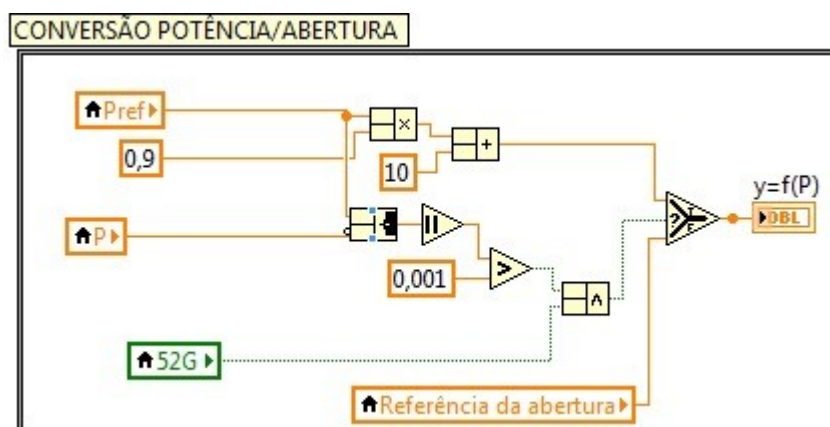 CONVERSÃO POTÊNCIA/ABERTURA
Pref
0,9
×
+
10
y=f(P)
DBL
?
T
F
P
+
||
>
0,001
∧
52G
Referência da abertura